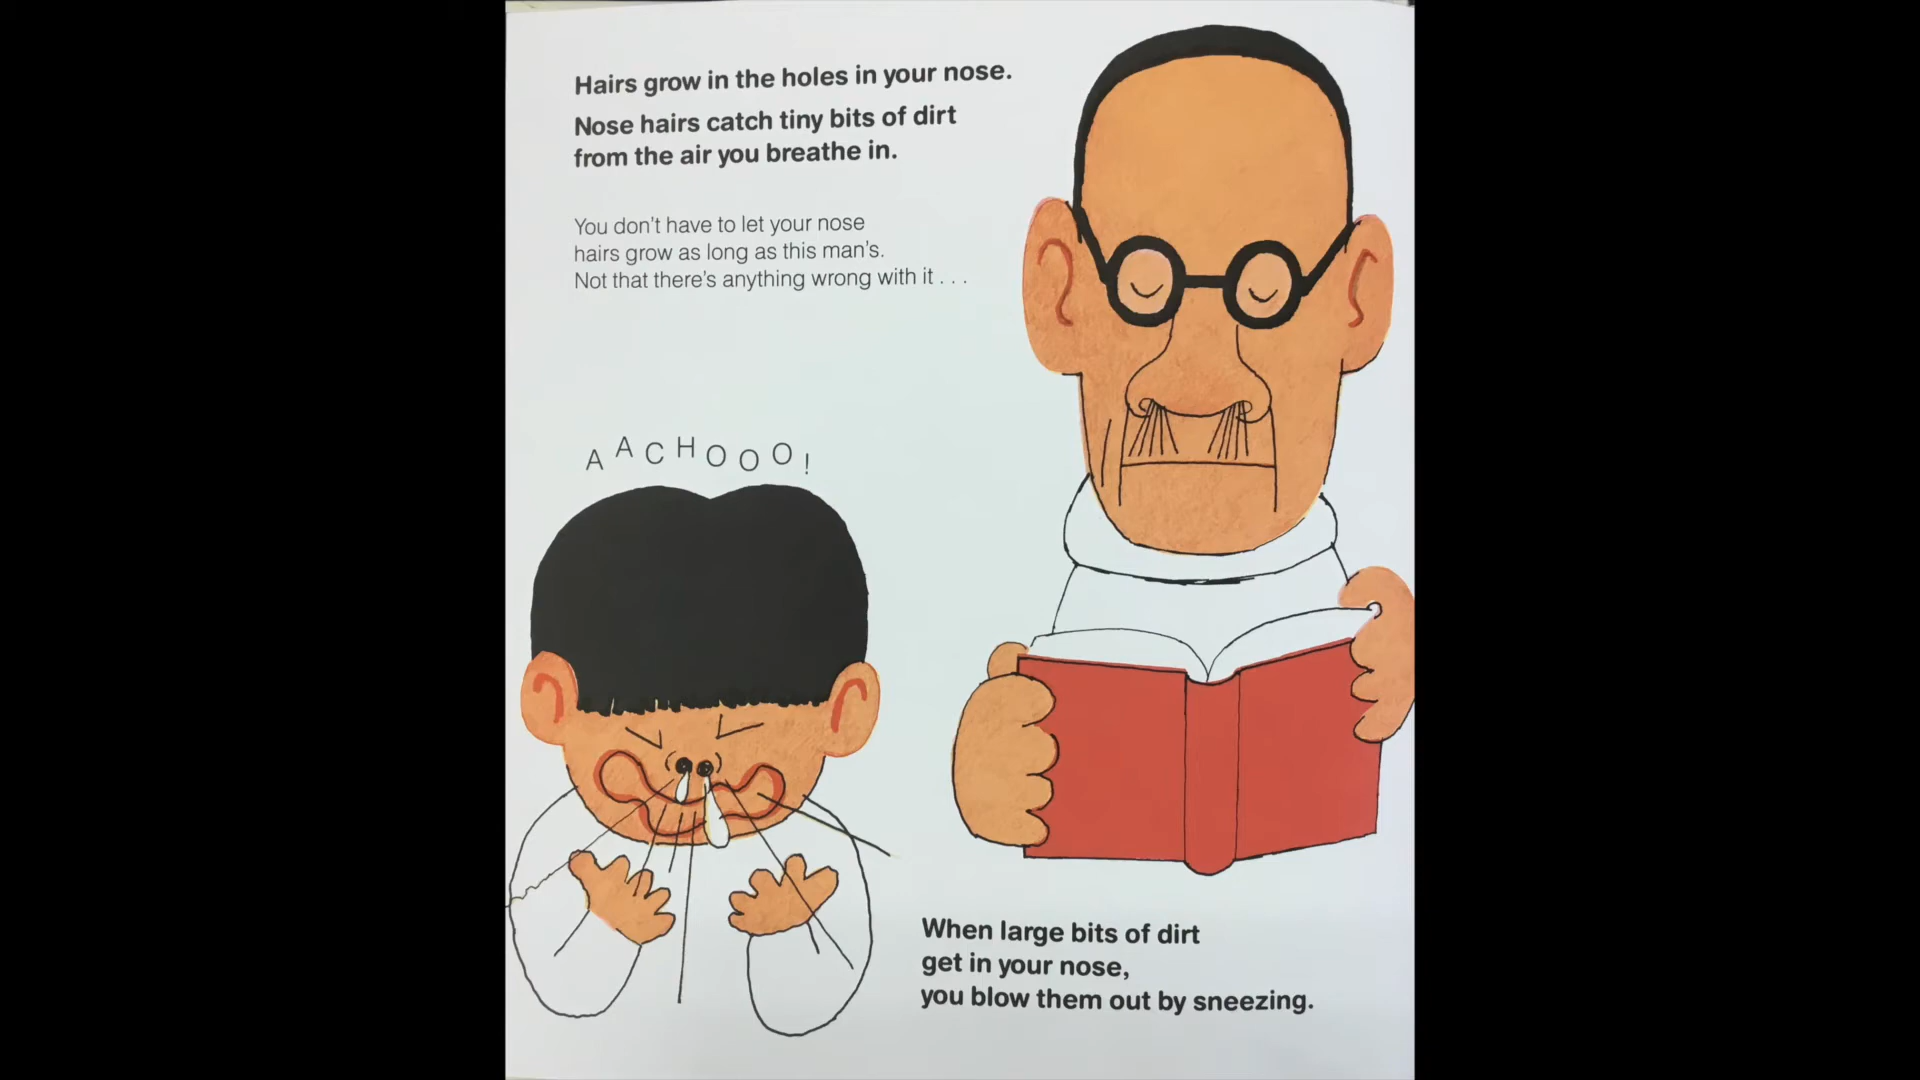 Hairs grow in the holes in your nose.
Nose hairs catch tiny bits of dirt
from the air you breathe in.
You don't have to let your nose
hairs grow as long as this man's.
Not that there's anything wrong with it . . .
AACHOOO!
When large bits of dirt
get in your nose,
you blow them out by sneezing.